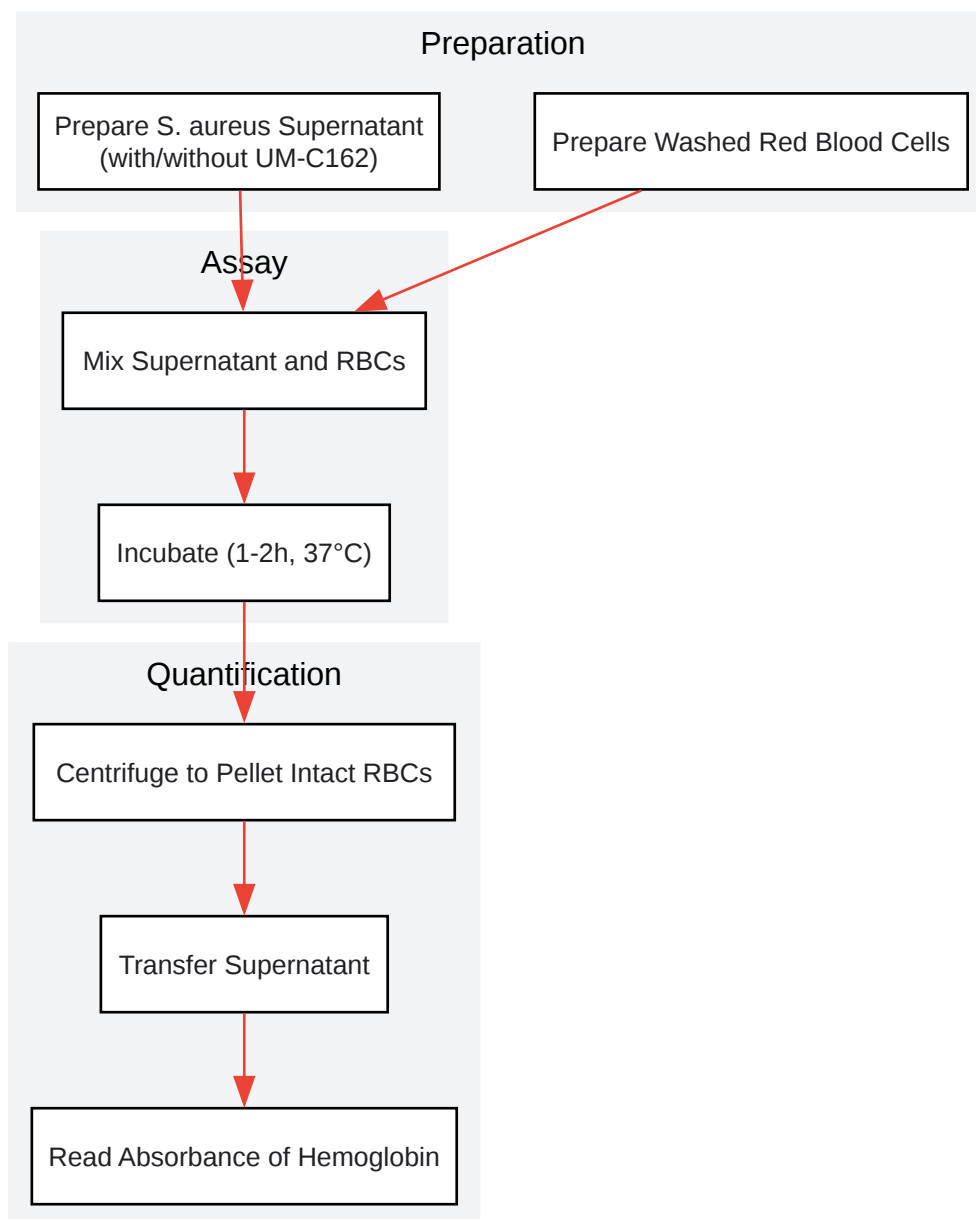 Preparation
Prepare S. aureus Supernatant
(with/without UM-C162)
Prepare Washed Red Blood Cells
Assay
Mix Supernatant and RBCs
Incubate (1-2h, 37°C)
Quantification
Centrifuge to Pellet Intact RBCs
Transfer Supernatant
Read Absorbance of Hemoglobin